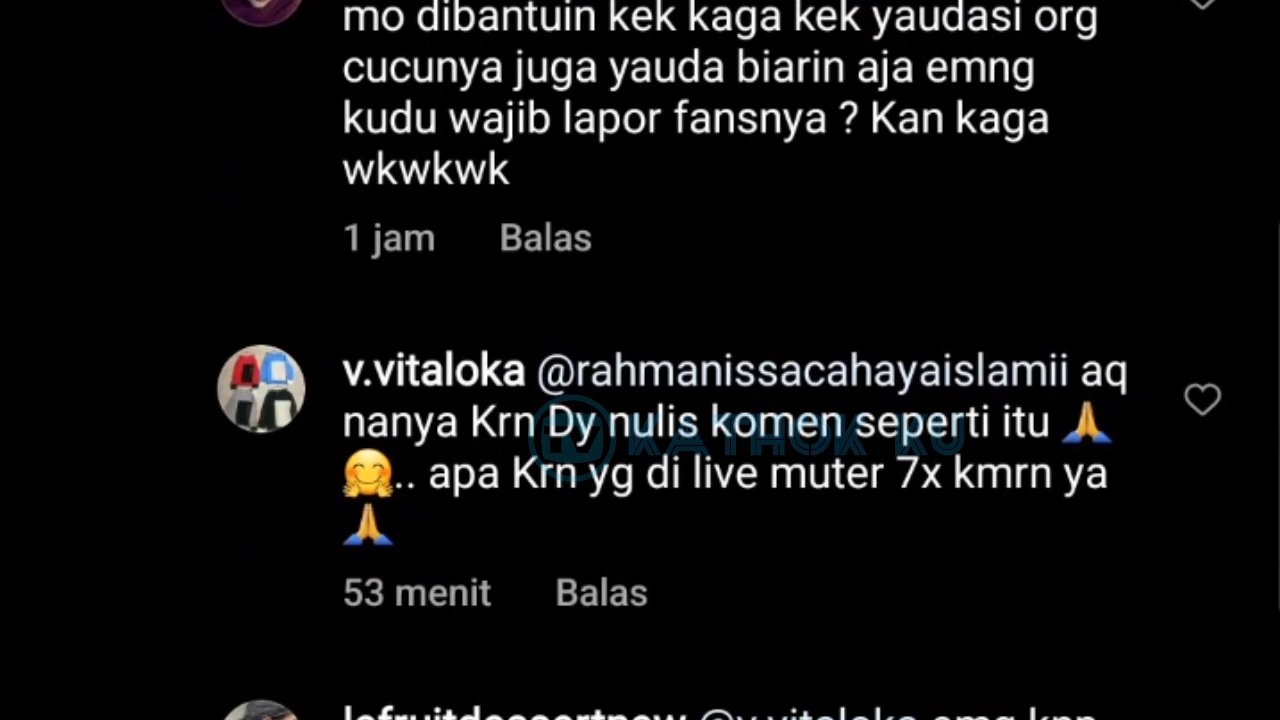 mo dibantuin kek kaga kek yaudasi org
cucunya juga yauda biarin aja emng
kudu wajib lapor fansnya ? Kan kaga
wkwkwk
1 jam Balas
v.vitaloka @rahmanissacahayaislamii aq
nanya Krn Dy nulis komen seperti itu 🙏
🤗.. apa Krn yg di live muter 7x kmrn ya
🙏
53 menit Balas
KATHOK KU
@v.vitaloka emg knp